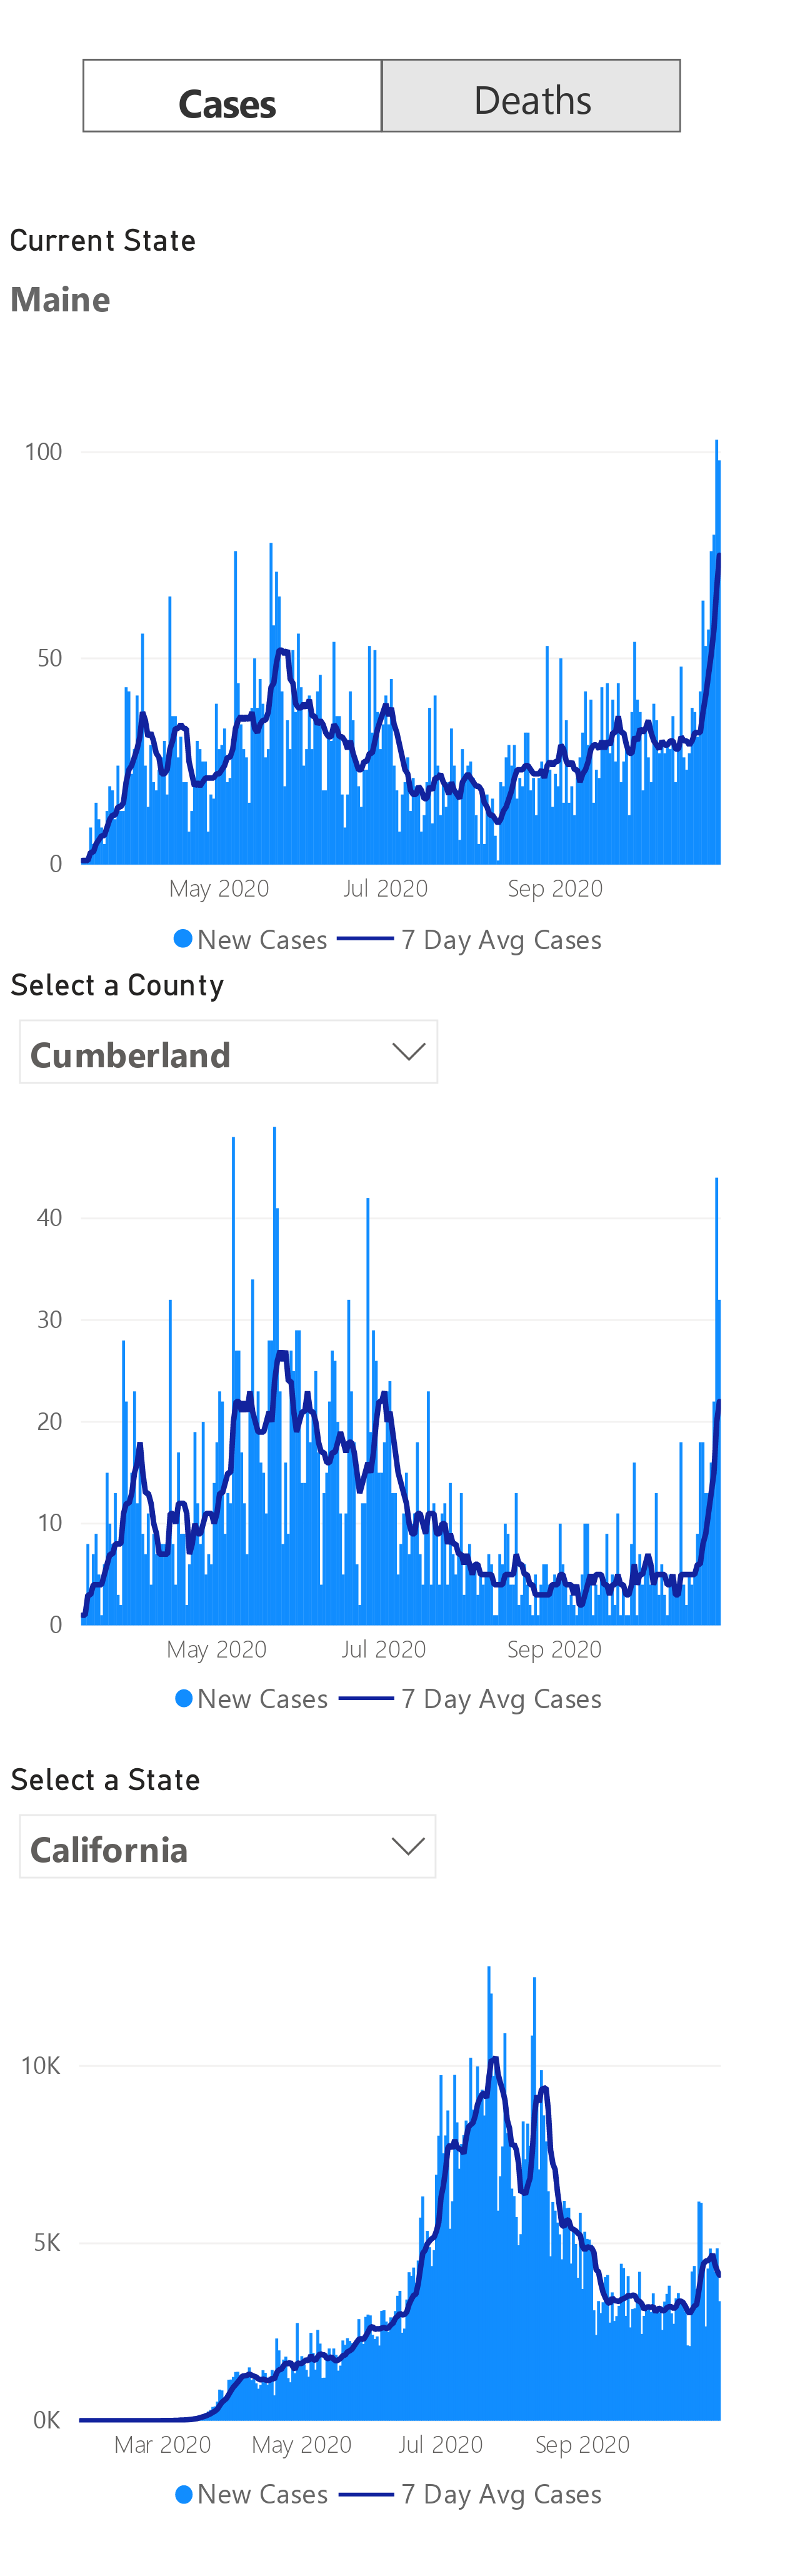 Cases Deaths
Current State
Maine
100
50
0
May 2020 Jul 2020 Sep 2020
New Cases 7 Day Avg Cases
Select a County
Cumberland
40
30
20
10
0
May 2020 Jul 2020 Sep 2020
New Cases 7 Day Avg Cases
Select a State
California
10K
5K
0K
Mar 2020 May 2020 Jul 2020 Sep 2020
New Cases 7 Day Avg Cases